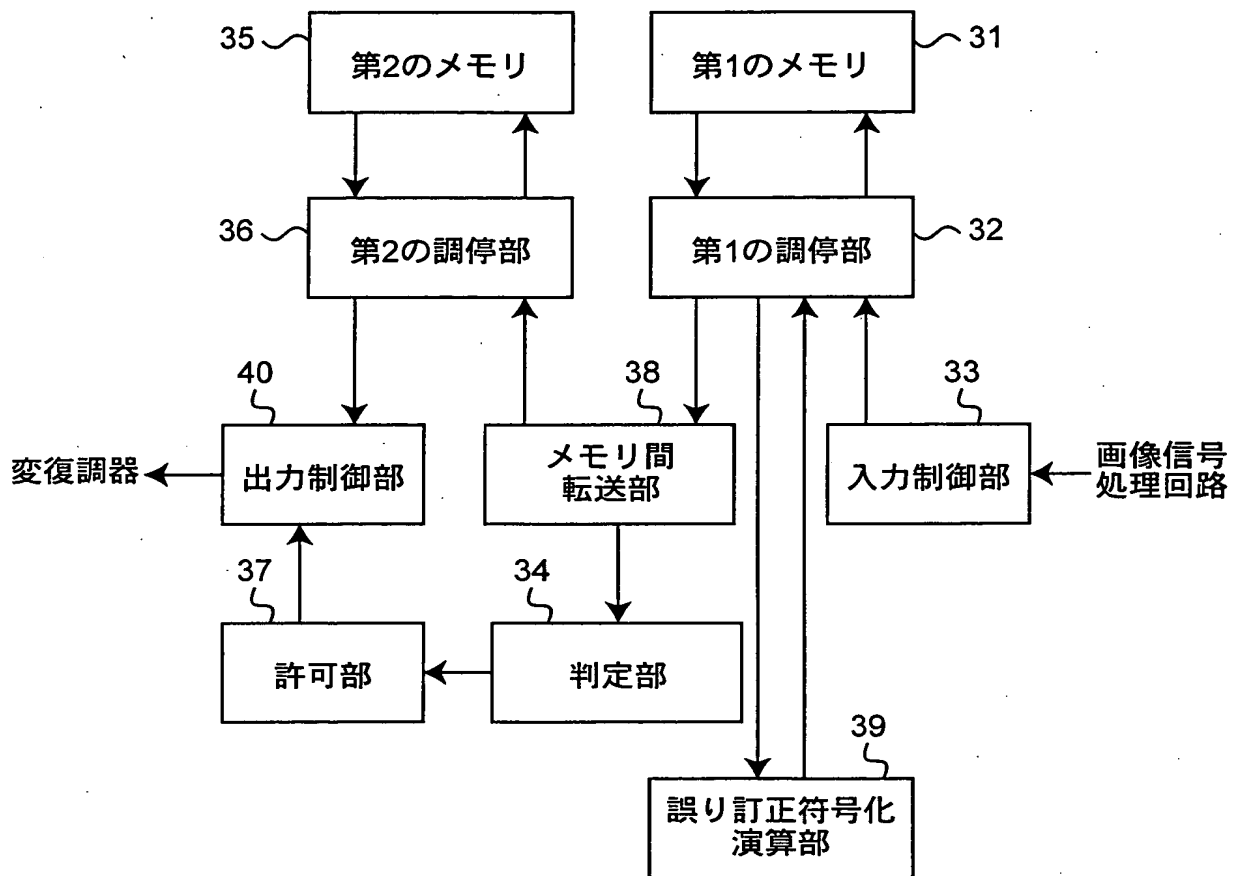 35
第2のメモリ
第1のメモリ
31
36
第2の調停部
第1の調停部
32
40
38
33
変復調器
出力制御部
メモリ間
転送部
入力制御部
画像信号
処理回路
37
34
許可部
判定部
39
誤り訂正符号化
演算部